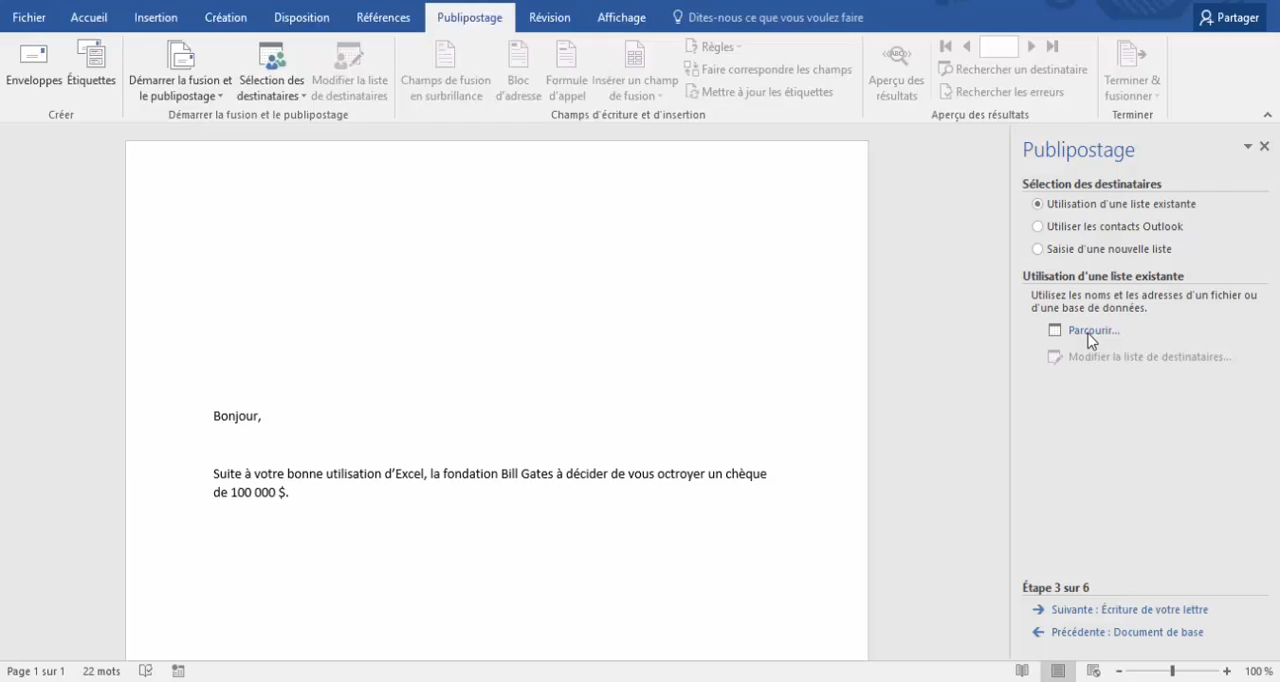 Fichier Accueil Insertion Création Disposition Références Publipostage Révision Affichage Dites-nous ce que vous voulez faire Partager
Enveloppes Étiquettes
Créer
Démarrer la fusion et le publipostage
Sélection des destinataires
Modifier la liste de destinataires
Démarrer la fusion et le publipostage
Champs de fusion en surbrillance
Bloc d'adresse
Formule d'appel
Insérer un champ de fusion
Règles
Faire correspondre les champs
Mettre à jour les étiquettes
Champs d'écriture et d'insertion
ABC
Aperçu des résultats
Rechercher un destinataire
Rechercher les erreurs
Aperçu des résultats
Terminer & fusionner
Terminer
Bonjour,
Suite à votre bonne utilisation d'Excel, la fondation Bill Gates à décider de vous octroyer un chèque
de 100 000 $.
Publipostage
Sélection des destinataires
Utilisation d'une liste existante
Utiliser les contacts Outlook
Saisie d'une nouvelle liste
Utilisation d'une liste existante
Utilisez les noms et les adresses d'un fichier ou
d'une base de données.
Parcourir...
Modifier la liste de destinataires...
Étape 3 sur 6
Suivante : Écriture de votre lettre
Précédente : Document de base
Page 1 sur 1 22 mots 100 %